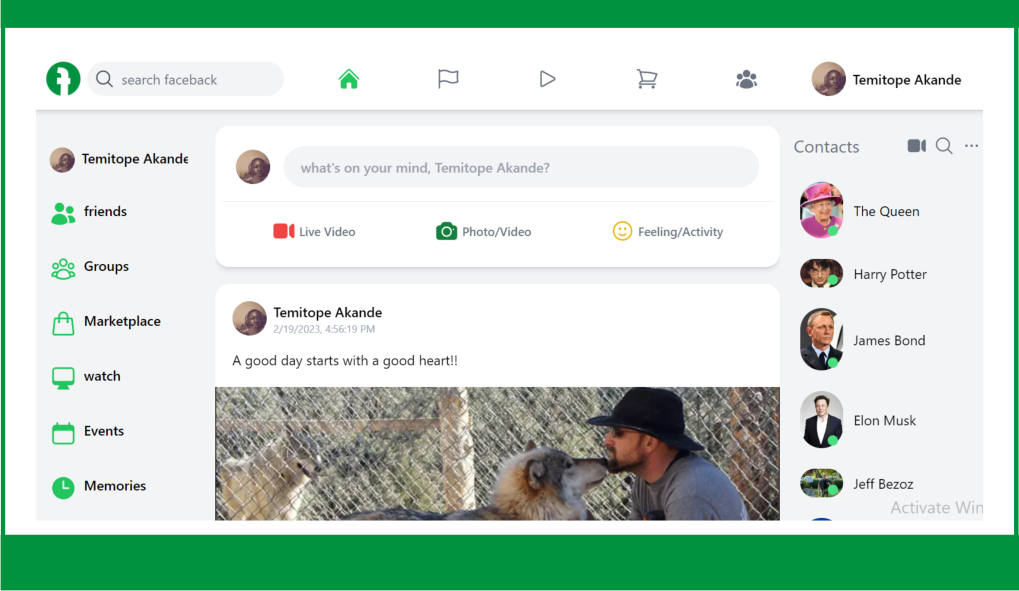 search faceback
Temitope Akande
Temitope Akande
friends
Groups
Marketplace
watch
Events
Memories
what's on your mind, Temitope Akande?
Live Video
Photo/Video
Feeling/Activity
Temitope Akande
2/19/2023, 4:56:19 PM
A good day starts with a good heart!!
Contacts
The Queen
Harry Potter
James Bond
Elon Musk
Jeff Bezoz
Activate Win